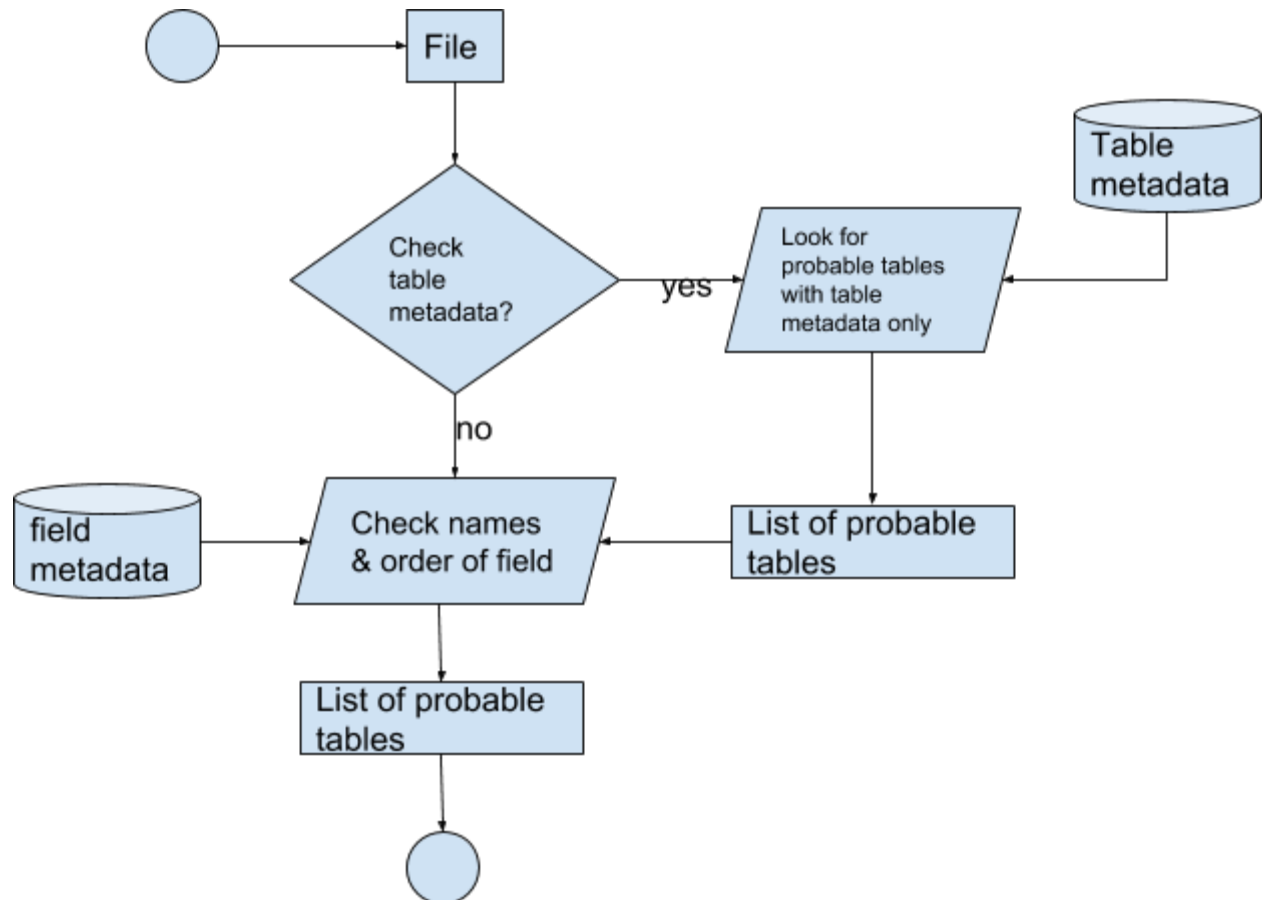 File
Table
metadata
Check
table
metadata?
yes
Look for
probable tables
with table
metadata only
no
field
metadata
Check names
& order of field
List of probable
tables
List of probable
tables